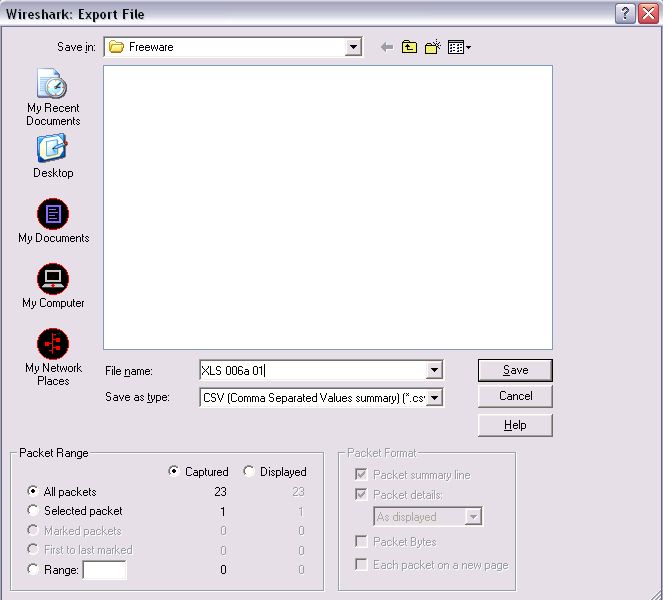 Wireshark: Export File
Save in: Freeware
My Recent
Documents
Desktop
My Documents
My Computer
My Network
Places
File name: XLS 006a 01 Save
Save as type: CSV (Comma Separated Values summary) (*.csv Cancel
Help
Packet Range
Captured Displayed
All packets 23 23
Selected packet 1 1
Marked packets 0 0
First to last marked 0 0
Range: 0 0
Packet Format
Packet summary line
Packet details:
As displayed
Packet Bytes
Each packet on a new page